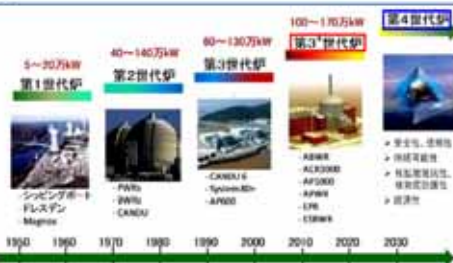 5～20万kW
第1世代炉
・シッピングポート
ドレスデン
・Magnox
40～140万kW
第2世代炉
・PWRs
・BWRs
・CANDU
60～130万kW
第3世代炉
・CANDU 6
・System80+
・AP600
100～170万kW
第3⁺世代炉
・ABWR
・ACR1000
・AP1000
・APWR
・EPR
・ESBWR
第4世代炉
➢ 安全性、信頼性
➢ 持続可能性
➢ 核拡散抵抗性、
核物質防護性
➢ 経済性
1950 1960 1970 1980 1990 2000 2010 2020 2030